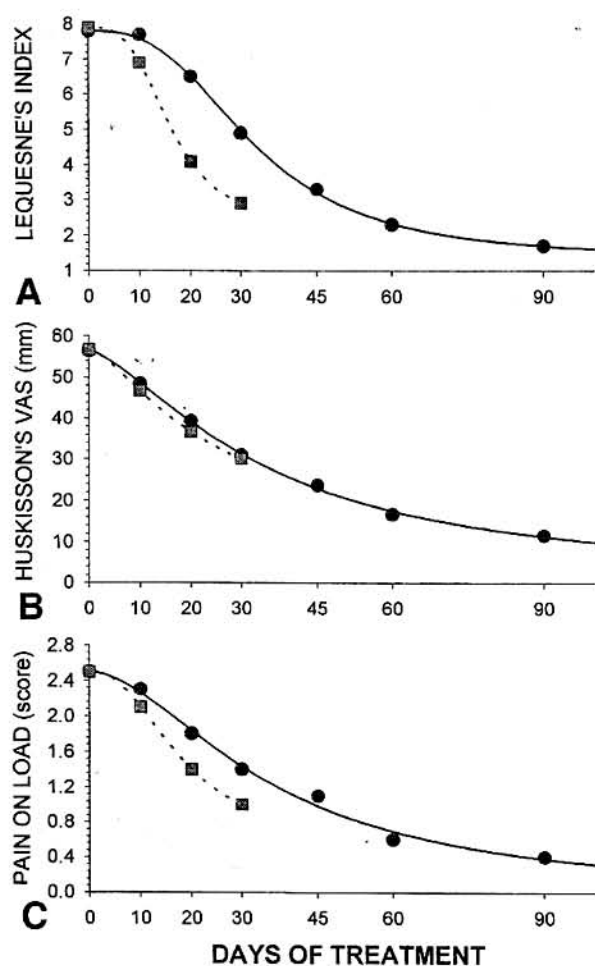 LEQUESNE'S INDEX
8
7
6
5
4
3
2
1
A
0 10 20 30 45 60 90
HUSKISSON'S VAS (mm)
60
50
40
30
20
10
0
B
0 10 20 30 45 60 90
PAIN ON LOAD (score)
2.8
2.4
2.0
1.6
1.2
0.8
0.4
0.0
C
0 10 20 30 45 60 90
DAYS OF TREATMENT